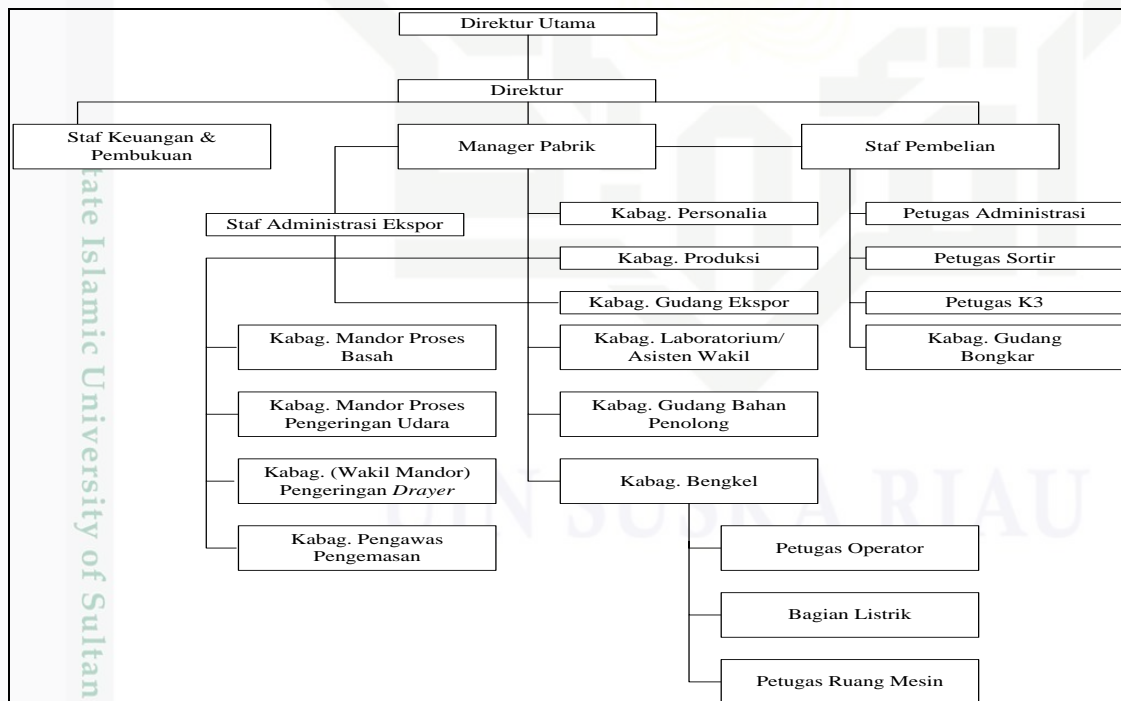 Direktur Utama
Direktur
Staf Keuangan &
Pembukuan
Manager Pabrik
Staf Pembelian
Staf Administrasi Ekspor
Kabag. Personalia
Petugas Administrasi
Kabag. Produksi
Petugas Sortir
Kabag. Gudang Ekspor
Petugas K3
Kabag. Mandor Proses
Basah
Kabag. Laboratorium/
Asisten Wakil
Kabag. Gudang
Bongkar
Kabag. Mandor Proses
Pengeringan Udara
Kabag. Gudang Bahan
Penolong
Kabag. (Wakil Mandor)
Pengeringan Drayer
Kabag. Bengkel
Kabag. Pengawas
Pengemasan
Petugas Operator
Bagian Listrik
Petugas Ruang Mesin
UIN SUSKA RIAU
tate Islamic University of Sultan